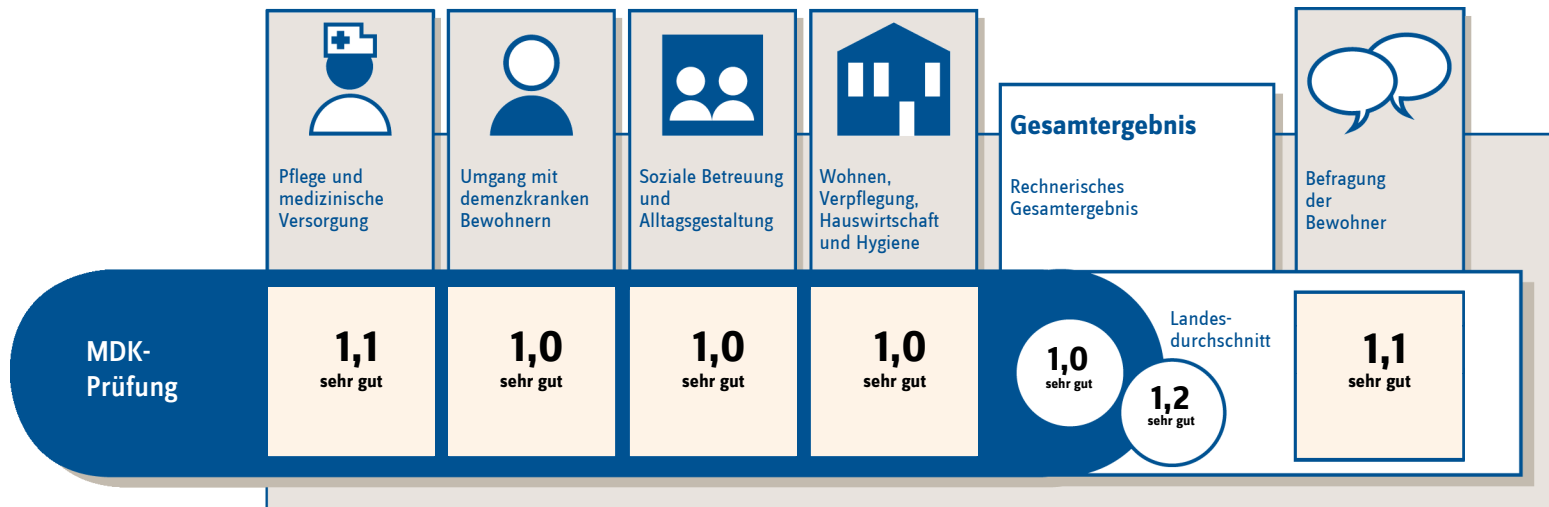 Pflege und
medizinische
Versorgung
Umgang mit
demenzkranken
Bewohnern
Soziale Betreuung
und
Alltagsgestaltung
Wohnen,
Verpflegung,
Hauswirtschaft
und Hygiene
Gesamtergebnis
Rechnerisches
Gesamtergebnis
Befragung
der
Bewohner
MDK-
Prüfung
1,1
sehr gut
1,0
sehr gut
1,0
sehr gut
1,0
sehr gut
1,0
sehr gut
Landes-
durchschnitt
1,2
sehr gut
1,1
sehr gut